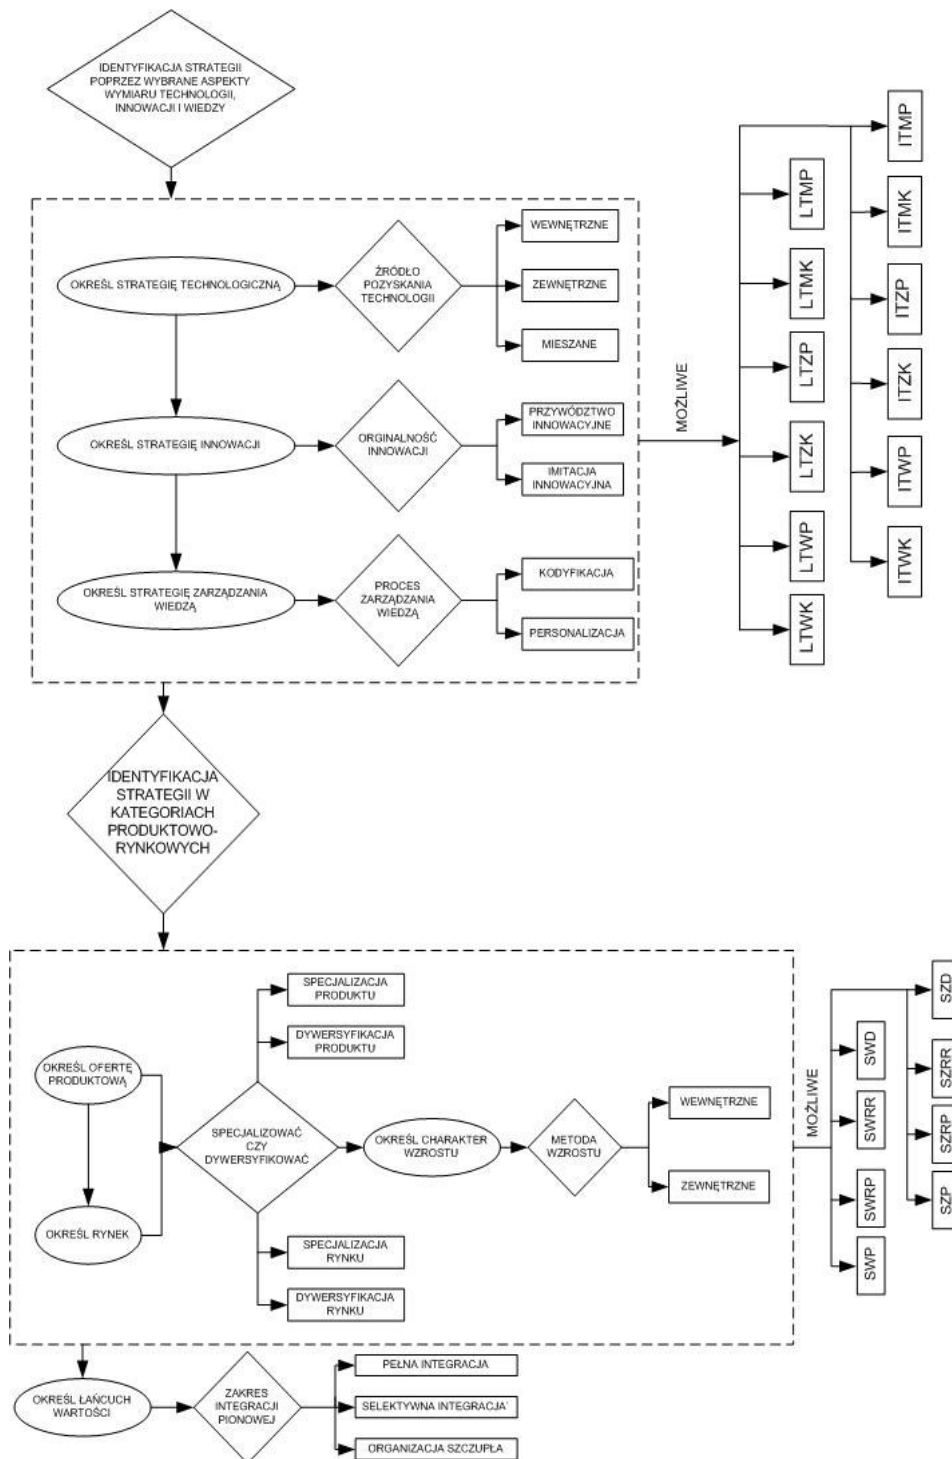 IDENTYFIKACJA STRATEGII
POPRZEZ WYBRANE ASPEKTY
WYMIARU TECHNOLOGII,
INNOWACJI I WIEDZY
OKREŚL STRATEGIĘ TECHNOLOGICZNĄ
ŹRÓDŁO
POZYSKANIA
TECHNOLOGII
WEWNĘTRZNE
ZEWNĘTRZNE
MIESZANE
OKREŚL STRATEGIĘ INNOWACJI
ORGINALNOŚĆ
INNOWACJI
PRZYWÓDZTWO
INNOWACYJNE
IMITACJA
INNOWACYJNA
OKREŚL STRATEGIĘ ZARZĄDZANIA
WIEDZĄ
PROCES
ZARZĄDZANIA
WIEDZĄ
KODYFIKACJA
PERSONALIZACJA
MOŻLIWE
LTMP
LTMK
LTZP
LTZK
LTWP
LTWK
ITMP
ITMK
ITZP
ITZK
ITWP
ITWK
IDENTYFIKACJA
STRATEGII W
KATEGORIACH
PRODUKTOWO-
RYNKOWYCH
OKREŚL OFERTĘ
PRODUKTOWĄ
OKREŚL RYNEK
SPECJALIZOWAĆ
CZY
DYWERSYFIKOWAĆ
SPECJALIZACJA
PRODUKTU
DYWERSYFIKACJA
PRODUKTU
SPECJALIZACJA
RYNKU
DYWERSYFIKACJA
RYNKU
OKREŚL CHARAKTER
WZROSTU
METODA
WZROSTU
WEWNĘTRZNE
ZEWNĘTRZNE
MOŻLIWE
SWD
SWRR
SWRP
SWP
SZD
SZRR
SZRP
SZP
OKREŚL ŁAŃCUCH
WARTOŚCI
ZAKRES
INTEGRACJI
PIONOWEJ
PEŁNA INTEGRACJA
SELEKTYWNA INTEGRACJA'
ORGANIZACJA SZCZUPŁA